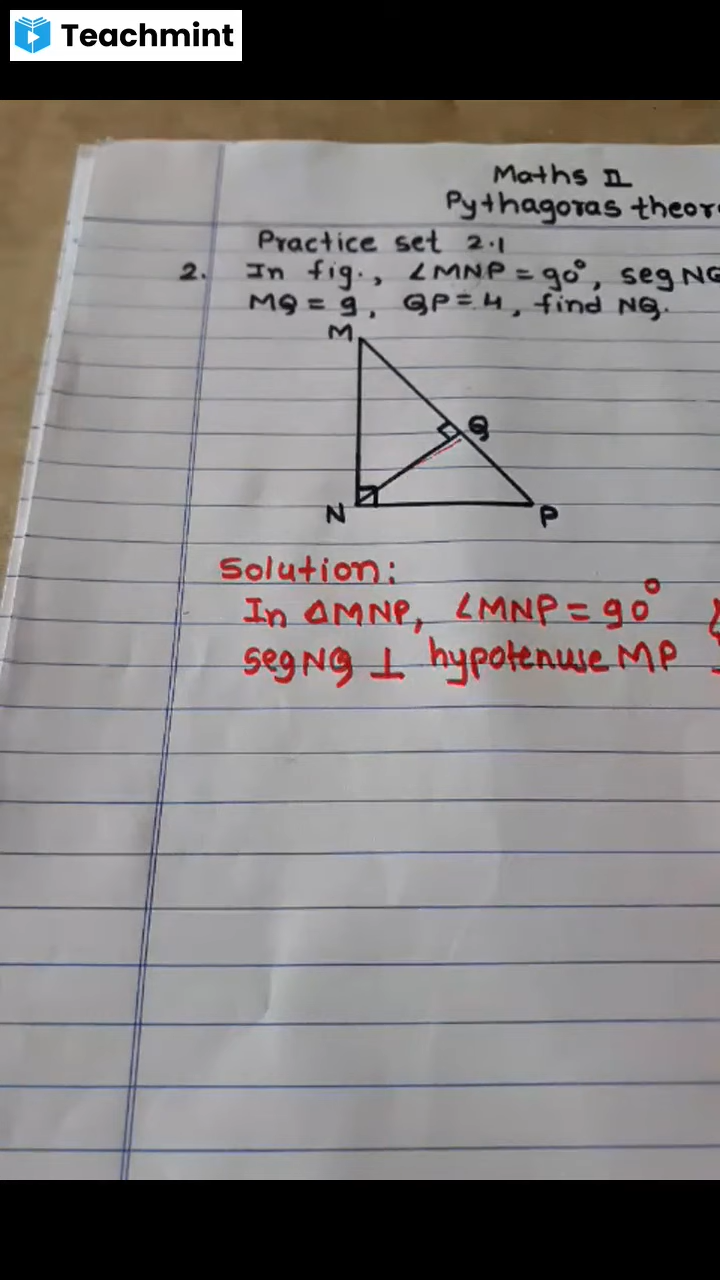 Teachmint
Maths II
Pythagoras theor
Practice set 2.1
2. In fig., ∠MNP = 90°, seg NQ
MQ = 9, QP = 4, find NQ.
M
Q
N
P
Solution:
In ΔMNP, ∠MNP = 90°
seg NQ ⊥ hypotenuse MP